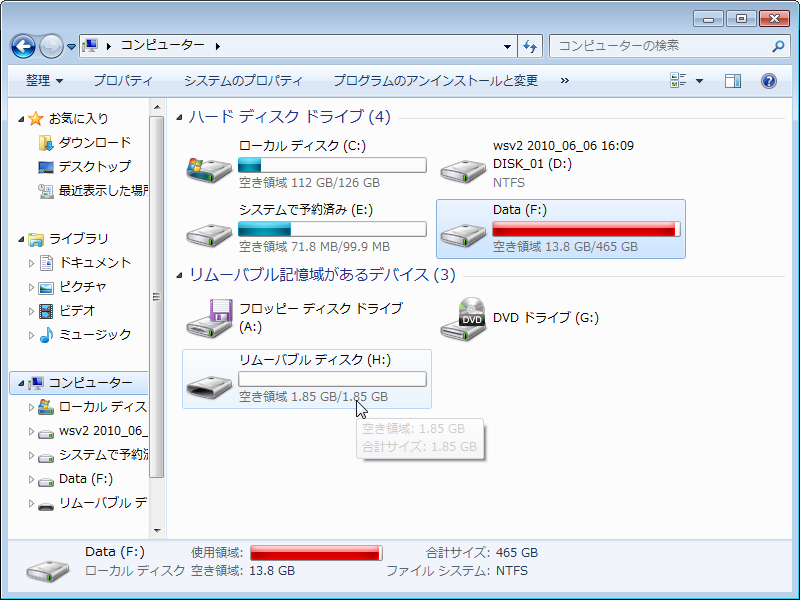 コンピューター
コンピューターの検索
整理 プロパティ システムのプロパティ プログラムのアンインストールと変更 »
お気に入り
ダウンロード
デスクトップ
最近表示した場所
ライブラリ
ドキュメント
ピクチャ
ビデオ
ミュージック
コンピューター
ローカル ディス
wsv2 2010_06_
システムで予約済
Data (F:)
リムーバブル デ
ハード ディスク ドライブ (4)
ローカル ディスク (C:)
空き領域 112 GB/126 GB
wsv2 2010_06_06 16:09
DISK_01 (D:)
NTFS
システムで予約済み (E:)
空き領域 71.8 MB/99.9 MB
Data (F:)
空き領域 13.8 GB/465 GB
リムーバブル記憶域があるデバイス (3)
フロッピー ディスク ドライブ
(A:)
DVD
DVD ドライブ (G:)
リムーバブル ディスク (H:)
空き領域 1.85 GB/1.85 GB
空き領域: 1.85 GB
合計サイズ: 1.85 GB
Data (F:) 使用領域: 合計サイズ: 465 GB
ローカル ディスク 空き領域: 13.8 GB ファイル システム: NTFS